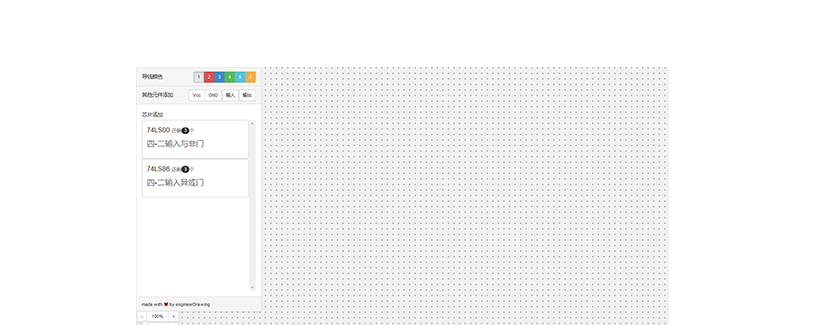 导线颜色 1 2 3 4 5 6
其他元件添加 Vcc GND 输入 输出
芯片添加
74LS00 还剩3个
四-二输入与非门
74LS86 还剩3个
四-二输入异或门
made with by engineerDrawing
- 100% +